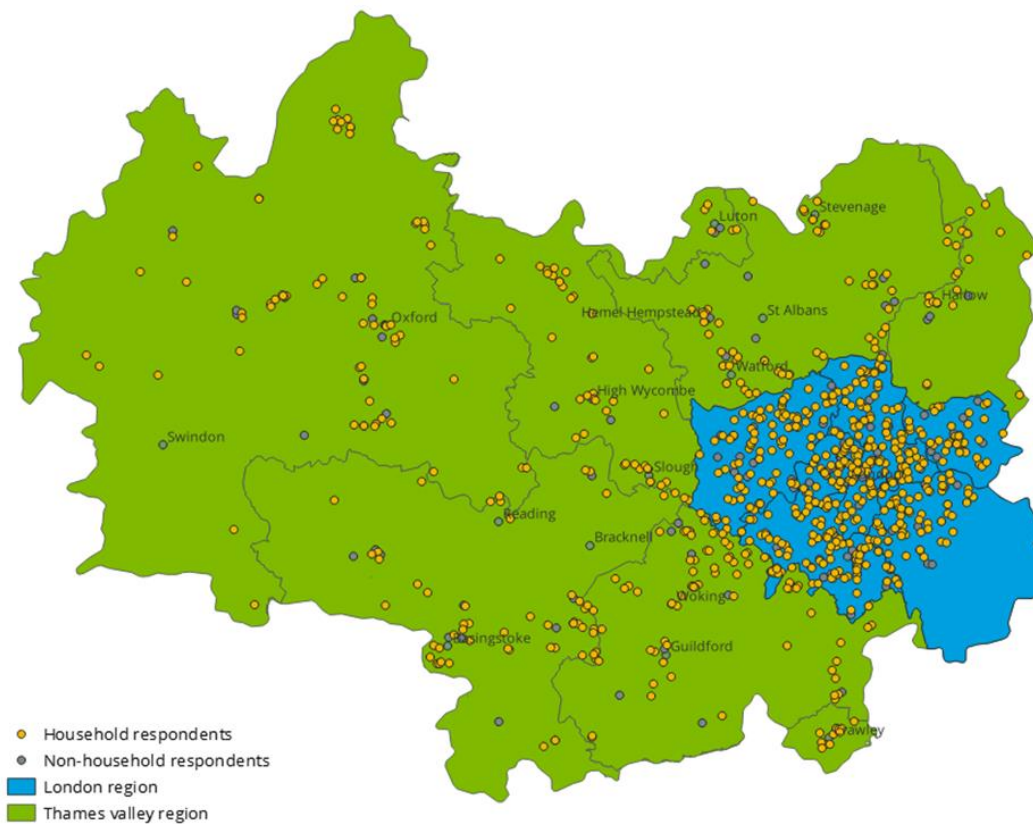 Luton
Stevenage
Harlow
Oxford
Hemel Hempstead
St Albans
Watford
High Wycombe
Swindon
Slough
Reading
Bracknell
Woking
Guildford
Crawley
Household respondents
Non-household respondents
London region
Thames valley region